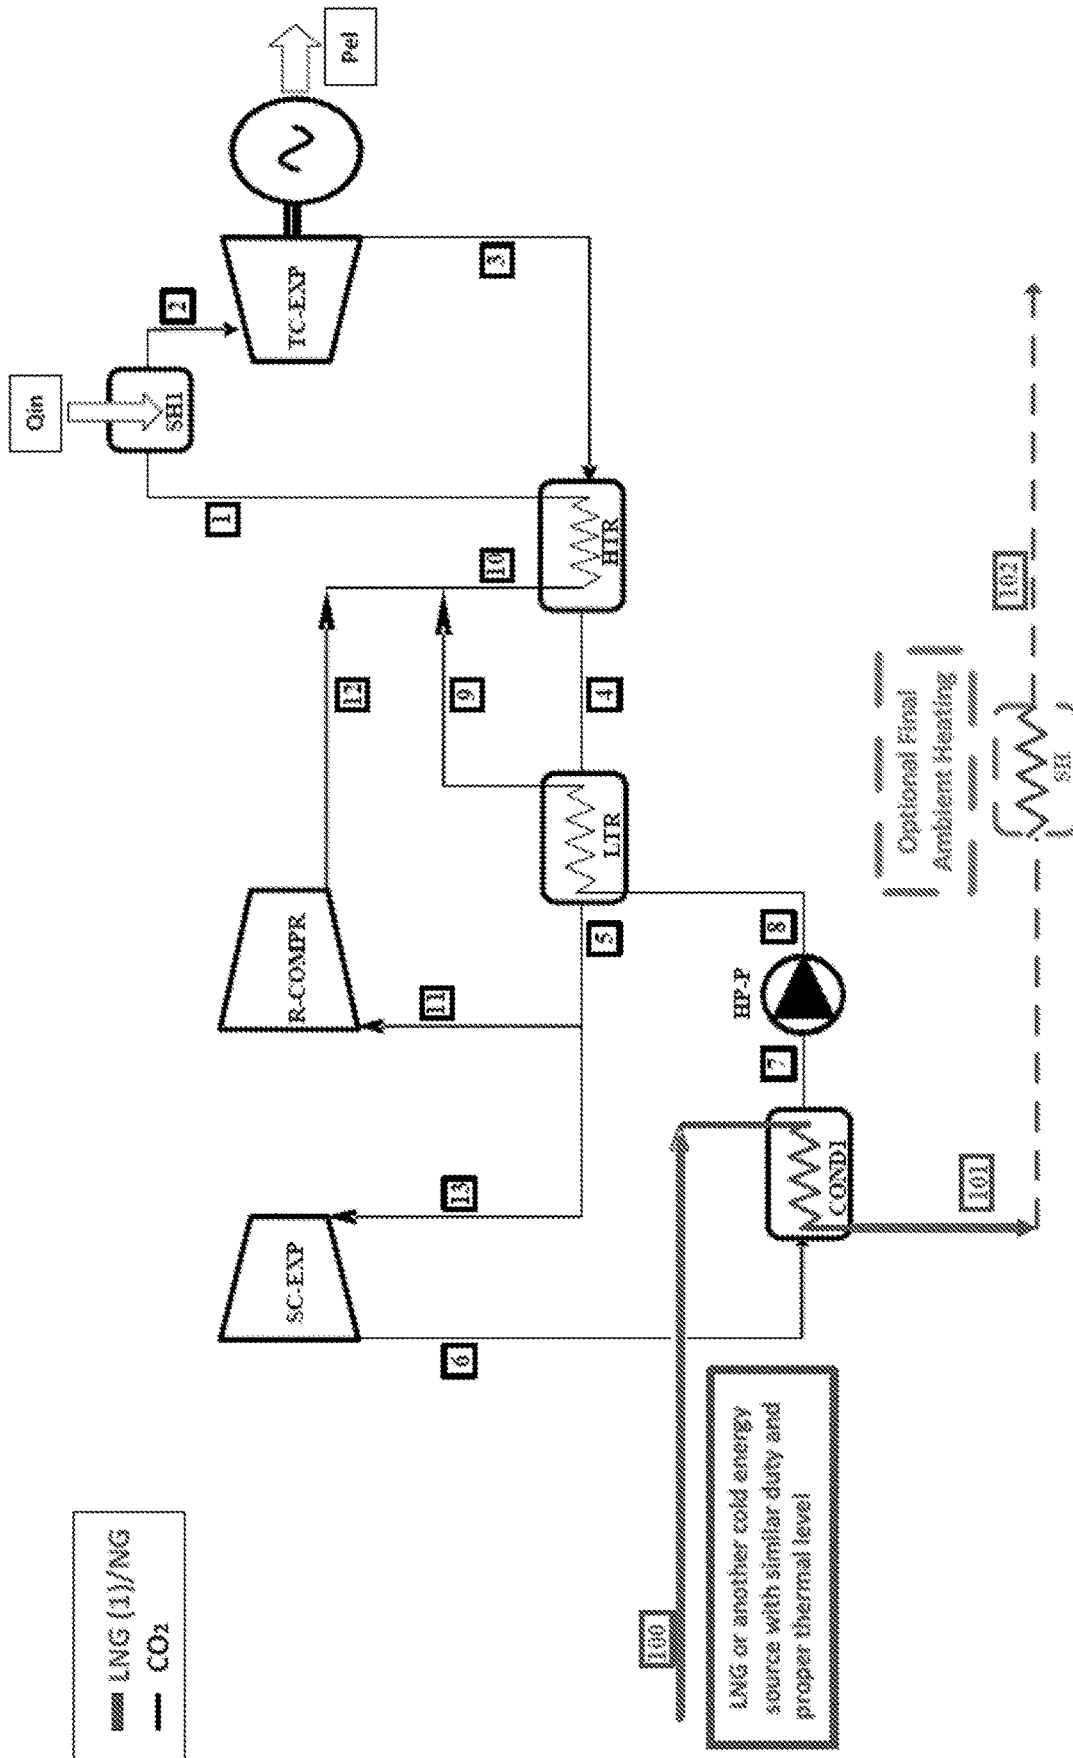 LNG (1)/NG
CO₂
Qin
Pel
SH1
2
TC-EXP
1
3
10
HTR
12
9
4
R-COMPR
LTR
11
5
8
HP-P
7
SC-EXP
13
6
COND1
100
101
102
LNG or another cold energy
source with similar duty and
proper thermal level
Optional Final
Ambient Heating
SH